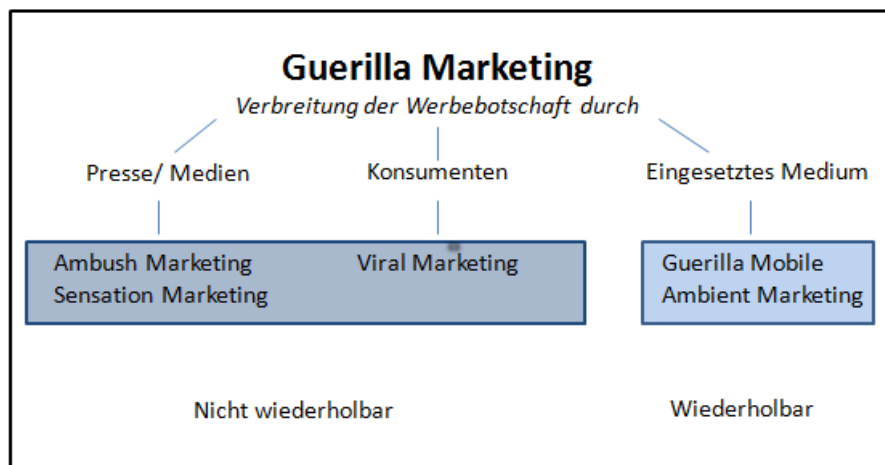 Guerilla Marketing
Verbreitung der Werbebotschaft durch
Presse/ Medien
Konsumenten
Eingesetztes Medium
Ambush Marketing
Sensation Marketing
Viral Marketing
Guerilla Mobile
Ambient Marketing
Nicht wiederholbar
Wiederholbar